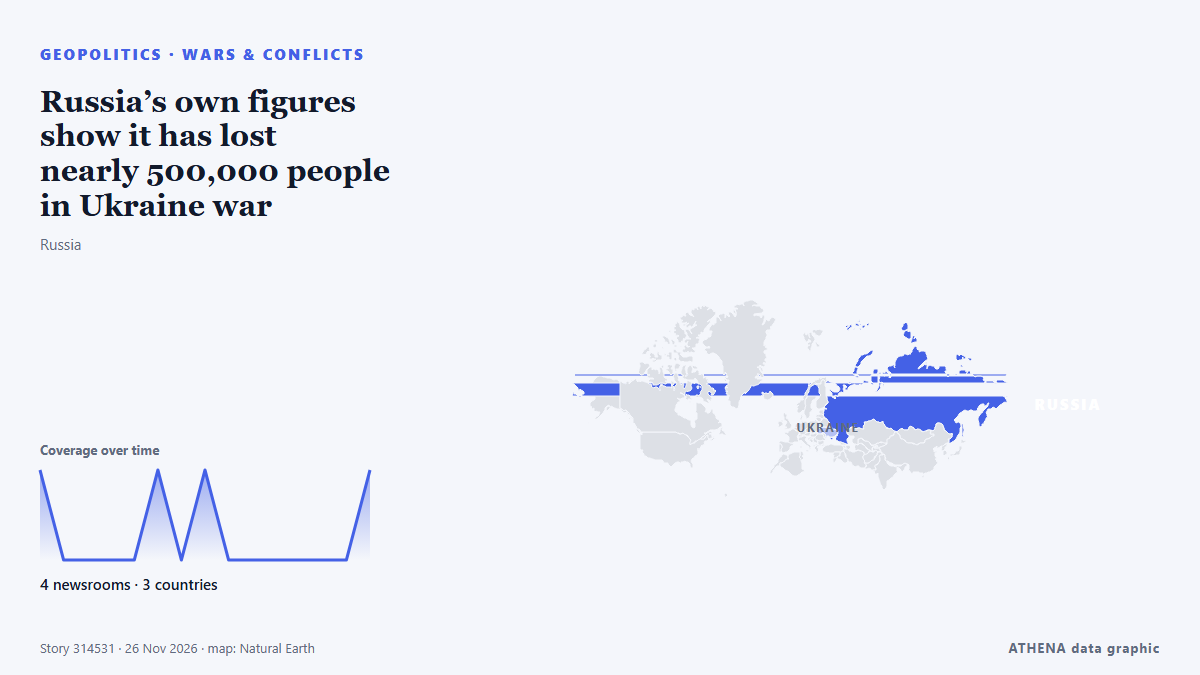 GEOPOLITICS · WARS & CONFLICTS
Russia’s own figures
show it has lost
nearly 500,000 people
in Ukraine war
Russia
RUSSIA
UKRAINE
Coverage over time
4 newsrooms · 3 countries
Story 314531 · 26 Nov 2026 · map: Natural Earth
ATHENA data graphic